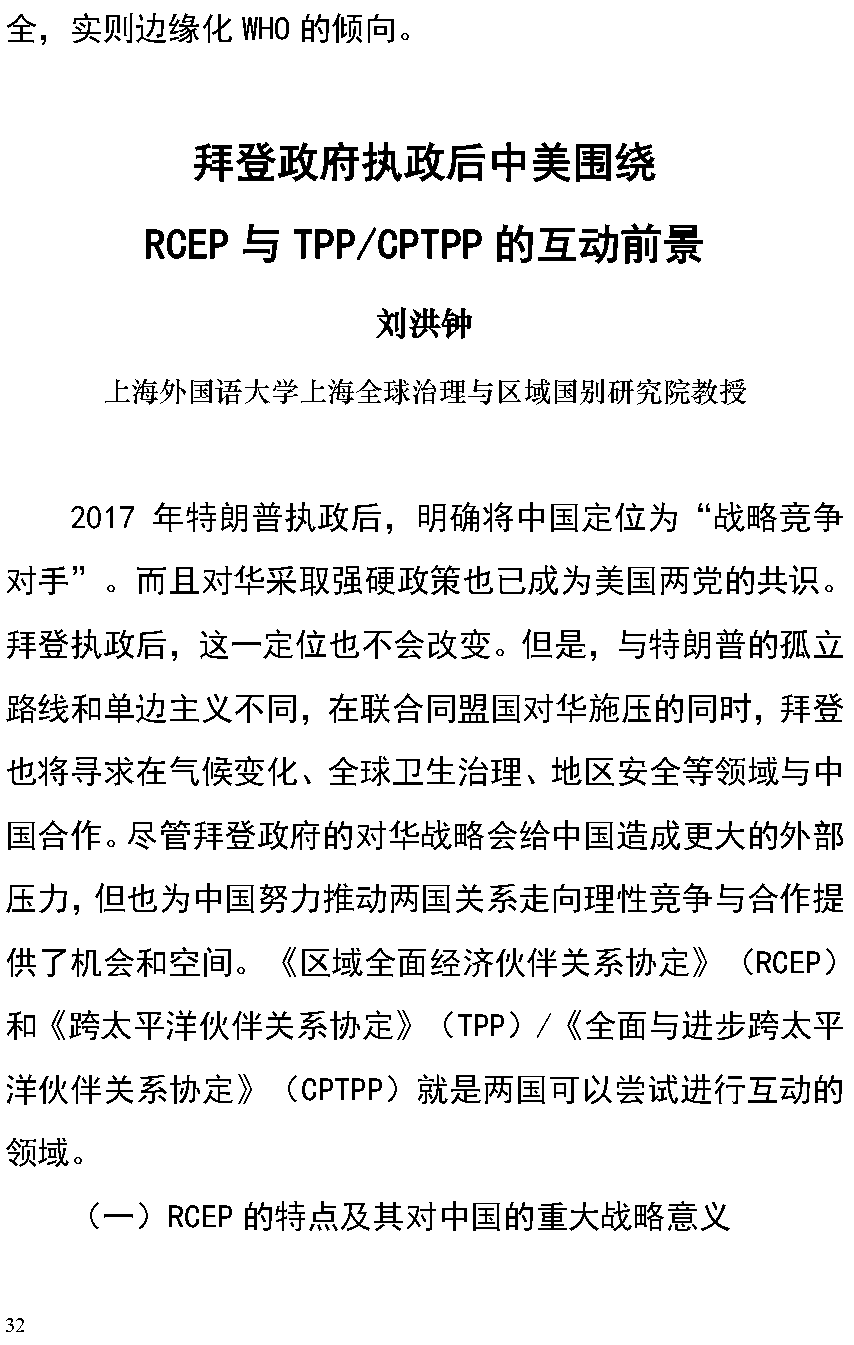 全，实则边缘化 WHO 的倾向。
拜登政府执政后中美围绕
RCEP 与 TPP/CPTPP 的互动前景
刘洪钟
上海外国语大学上海全球治理与区域国别研究院教授
2017 年特朗普执政后，明确将中国定位为“战略竞争
对手”。而且对华采取强硬政策也已成为美国两党的共识。
拜登执政后，这一定位也不会改变。但是，与特朗普的孤立
路线和单边主义不同，在联合同盟国对华施压的同时，拜登
也将寻求在气候变化、全球卫生治理、地区安全等领域与中
国合作。尽管拜登政府的对华战略会给中国造成更大的外部
压力，但也为中国努力推动两国关系走向理性竞争与合作提
供了机会和空间。《区域全面经济伙伴关系协定》（RCEP）
和《跨太平洋伙伴关系协定》（TPP）/《全面与进步跨太平
洋伙伴关系协定》（CPTPP）就是两国可以尝试进行互动的
领域。
（一）RCEP 的特点及其对中国的重大战略意义
32